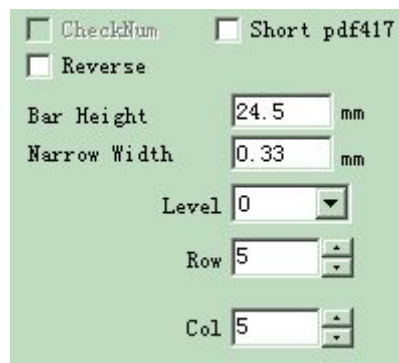 CheckNum Short pdf417
Reverse
Bar Height 24.5 mm
Narrow Width 0.33 mm
Level 0
Row 5
Col 5